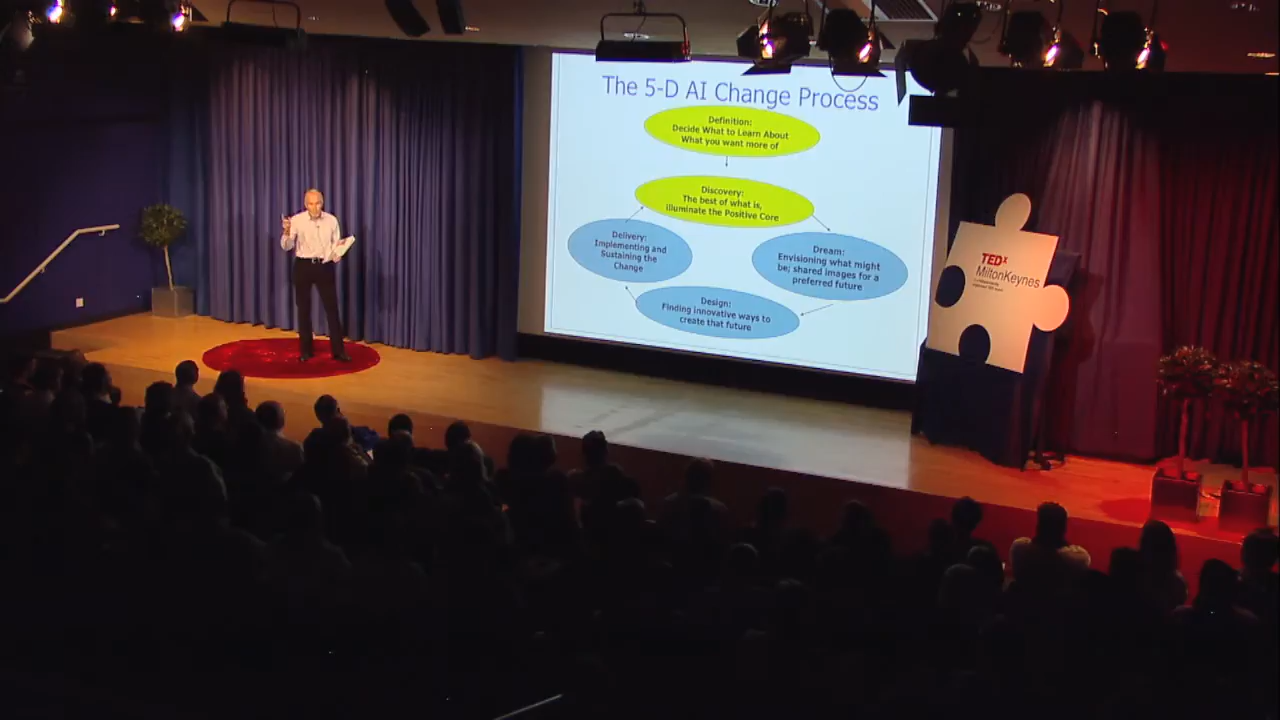 The 5-D AI Change Process
Definition:
Decide What to Learn About
What you want more of
Discovery:
The best of what is,
illuminate the Positive Core
Delivery:
Implementing and
Sustaining the
Change
Dream:
Envisioning what might
be; shared images for a
preferred future
Design:
Finding innovative ways to
create that future
TEDx
MiltonKeynes